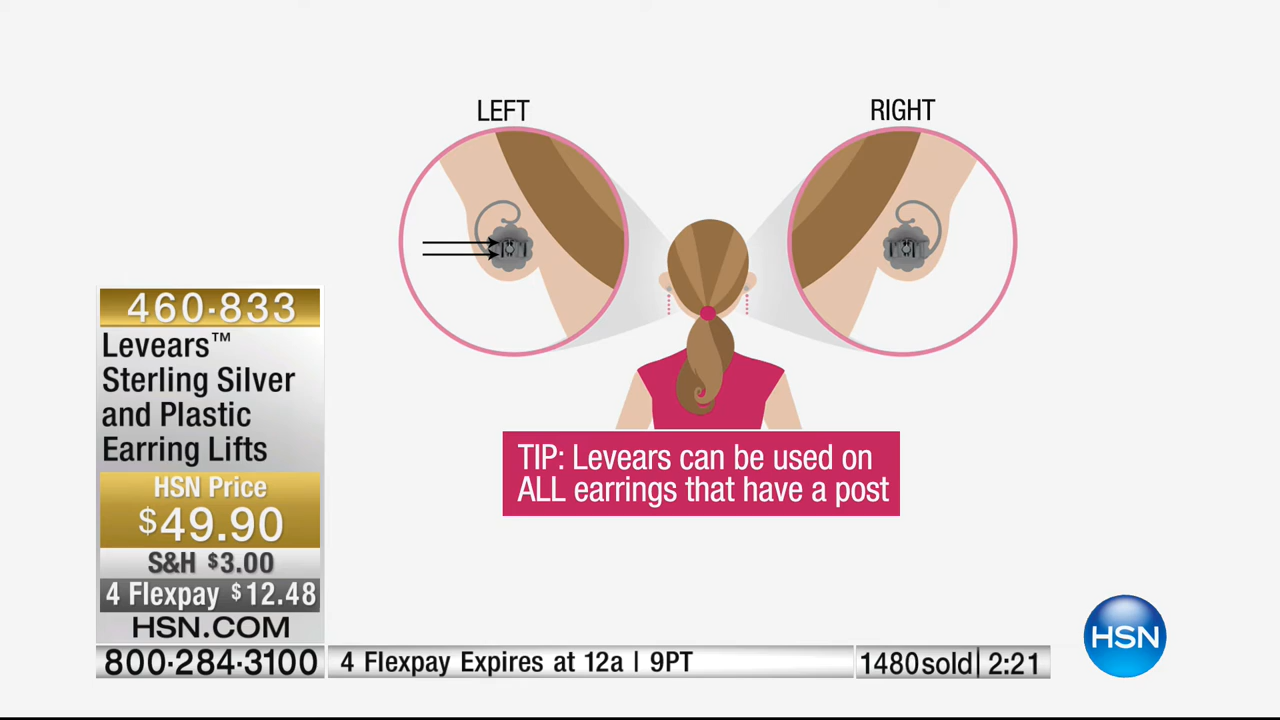 LEFT
RIGHT
TIP: Levears can be used on
ALL earrings that have a post
460·833
Levears™
Sterling Silver
and Plastic
Earring Lifts
HSN Price
$49.90
S&H $3.00
4 Flexpay $12.48
HSN.COM
800·284·3100
4 Flexpay Expires at 12a | 9PT
1480 sold | 2:21
HSN